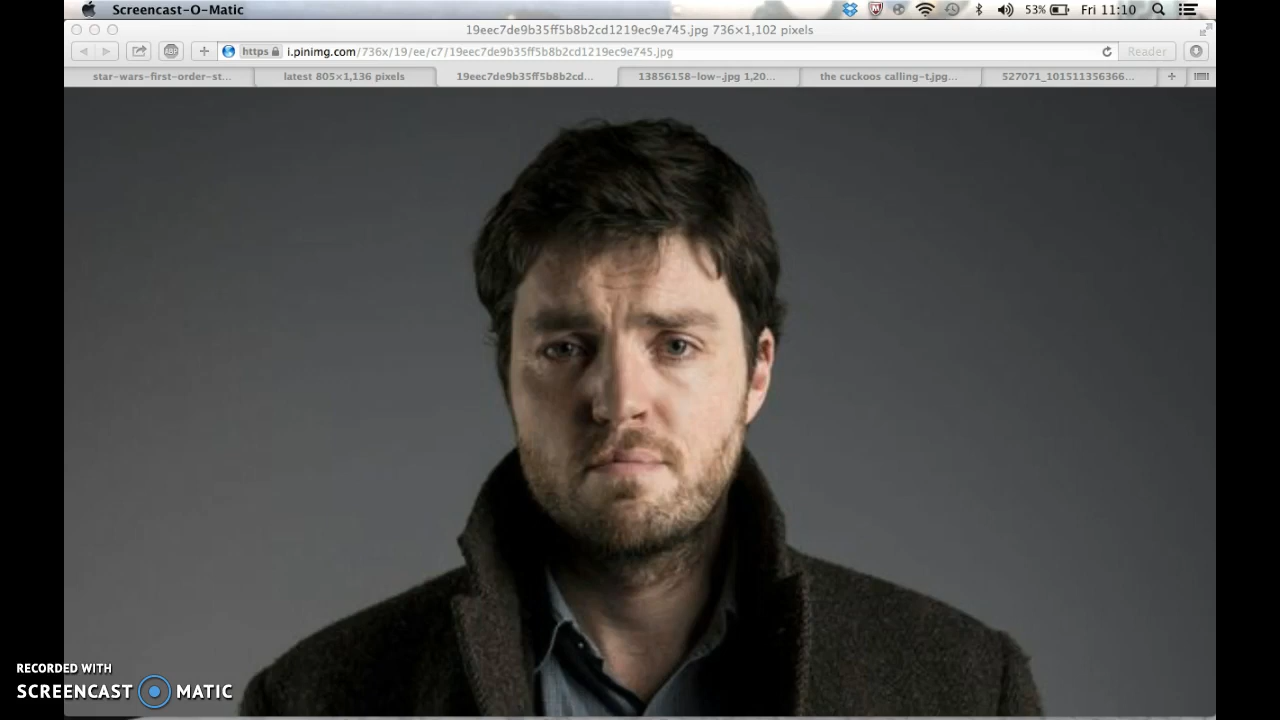 Screencast-O-Matic 53% Fri 11:10
19eec7de9b35ff5b8b2cd1219ec9e745.jpg 736×1,102 pixels
https i.pinimg.com/736x/19/ee/c7/19eec7de9b35ff5b8b2cd1219ec9e745.jpg Reader
ABP
star-wars-first-order-st... latest 805×1,136 pixels 19eec7de9b35ff5b8b2cd... 13856158-low-.jpg 1,20... the cuckoos calling-t.jpg... 527071_101511356366...
RECORDED WITH
SCREENCAST MATIC